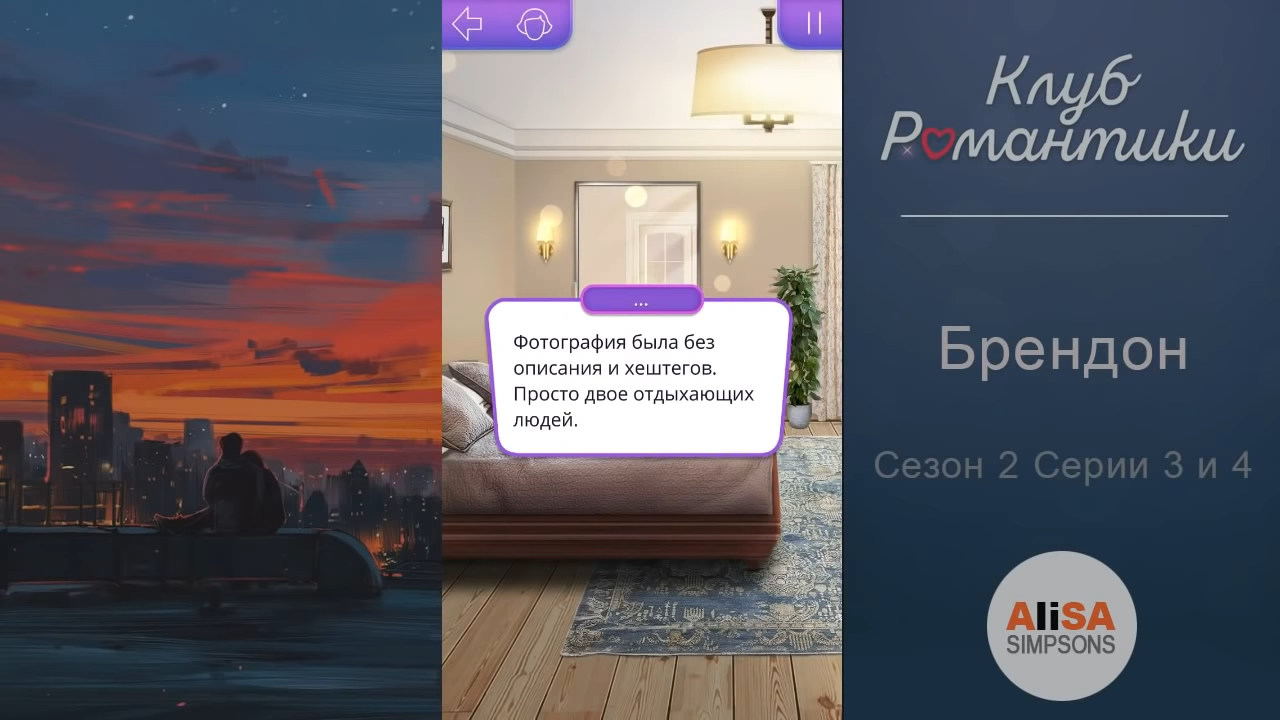 ...
Фотография была без
описания и хештегов.
Просто двое отдыхающих
людей.
Клуб
Романтики
Брендон
Сезон 2 Серии 3 и 4
AliSA
SIMPSONS